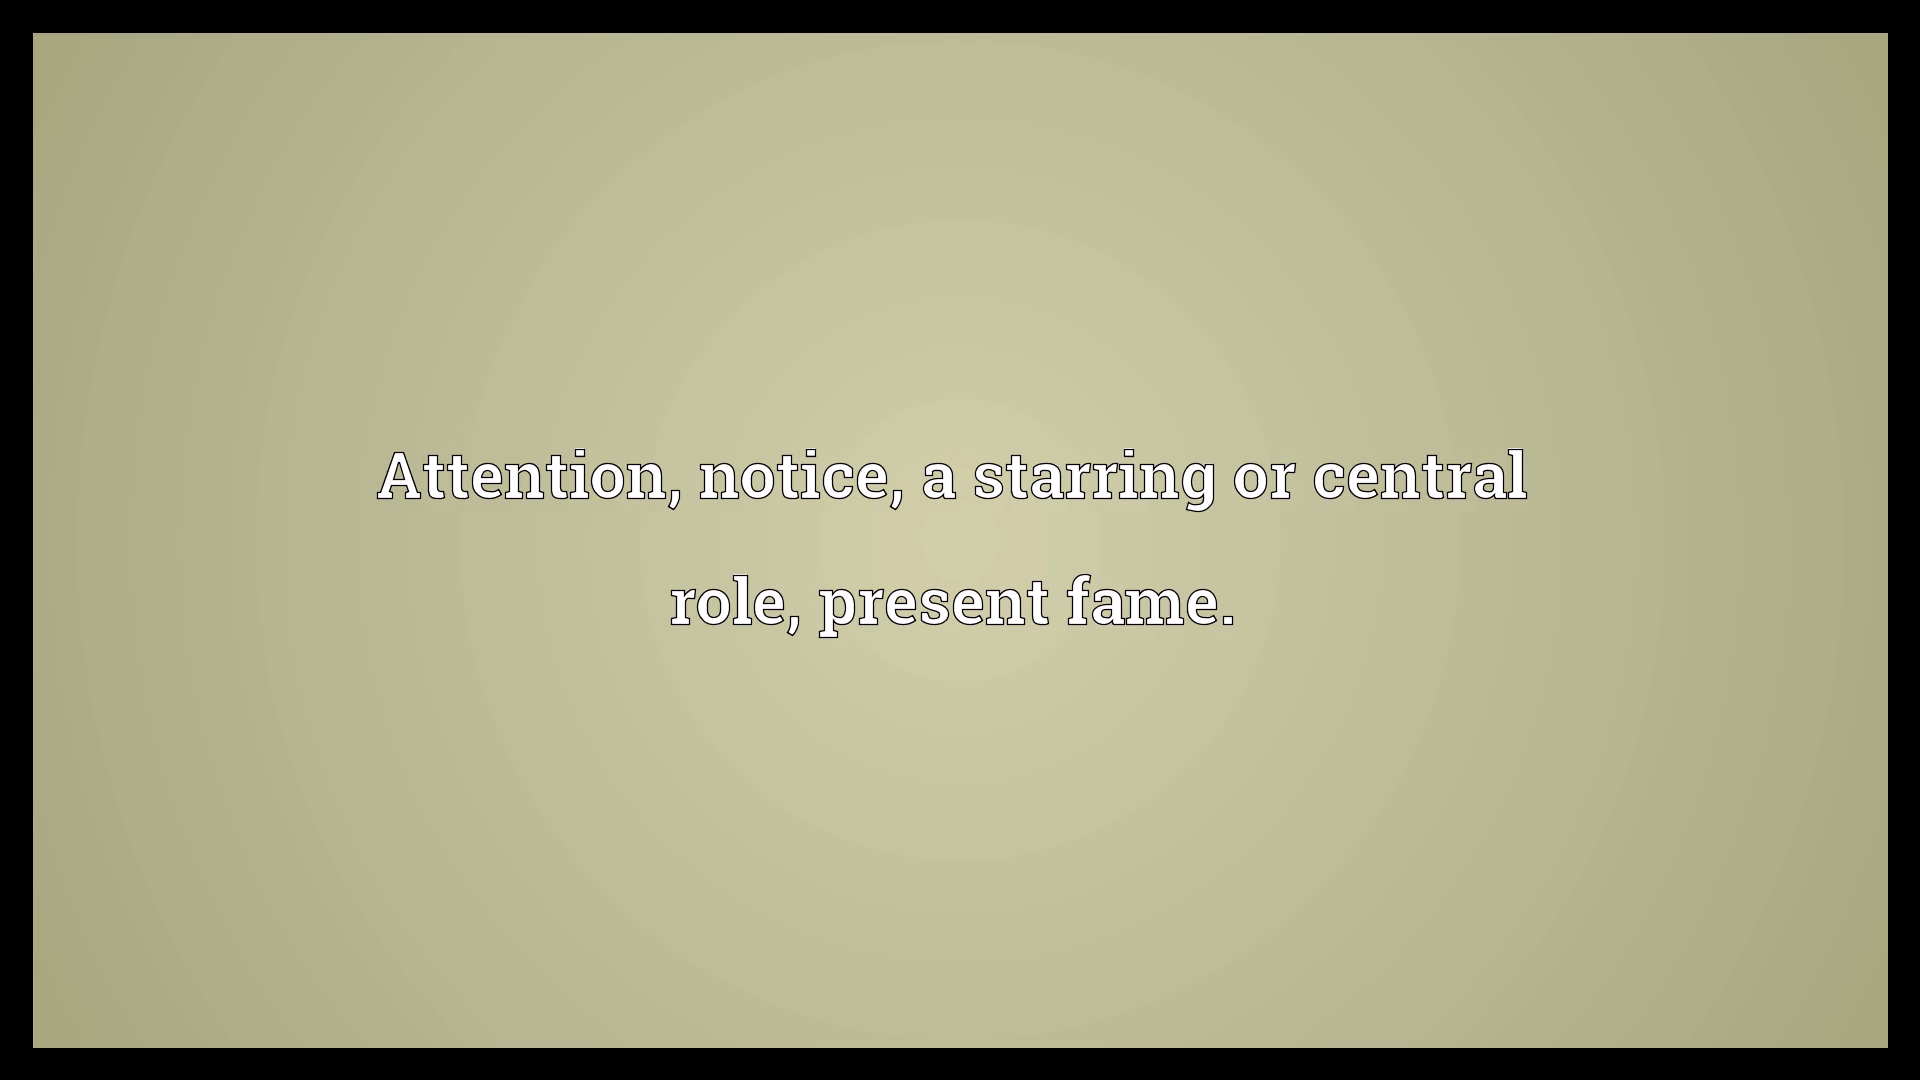 Attention, notice, a starring or central
role, present fame.